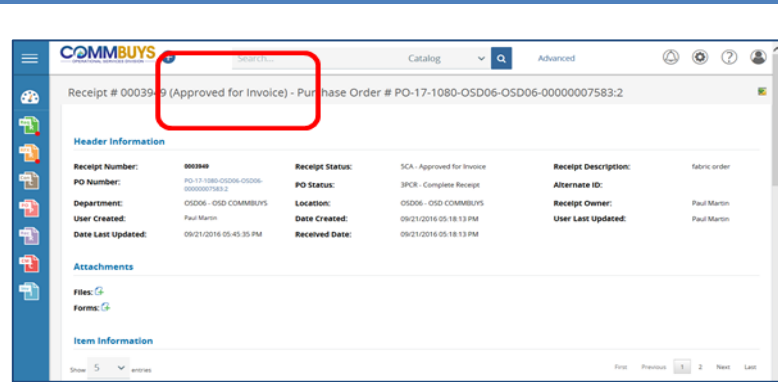 COMMBUYS
OPERATIONAL SERVICES DIVISION
Search...
Catalog
Advanced
Receipt # 0003949 (Approved for Invoice) - Purchase Order # PO-17-1080-OSD06-OSD06-00000007583:2
Header Information
Receipt Number: 0003949 Receipt Status: 5CA - Approved for Invoice Receipt Description: fabric order
PO Number: PO-17-1080-OSD06-OSD06-00000007583:2 PO Status: 3PCR - Complete Receipt Alternate ID:
Department: OSD06 - OSD COMMBUYS Location: OSD06 - OSD COMMBUYS Receipt Owner: Paul Martin
User Created: Paul Martin Date Created: 09/21/2016 05:18:13 PM User Last Updated: Paul Martin
Date Last Updated: 09/21/2016 05:45:35 PM Received Date: 09/21/2016 05:18:13 PM
Attachments
Files:
Forms:
Item Information
Show 5 entries
First Previous 1 2 Next Last